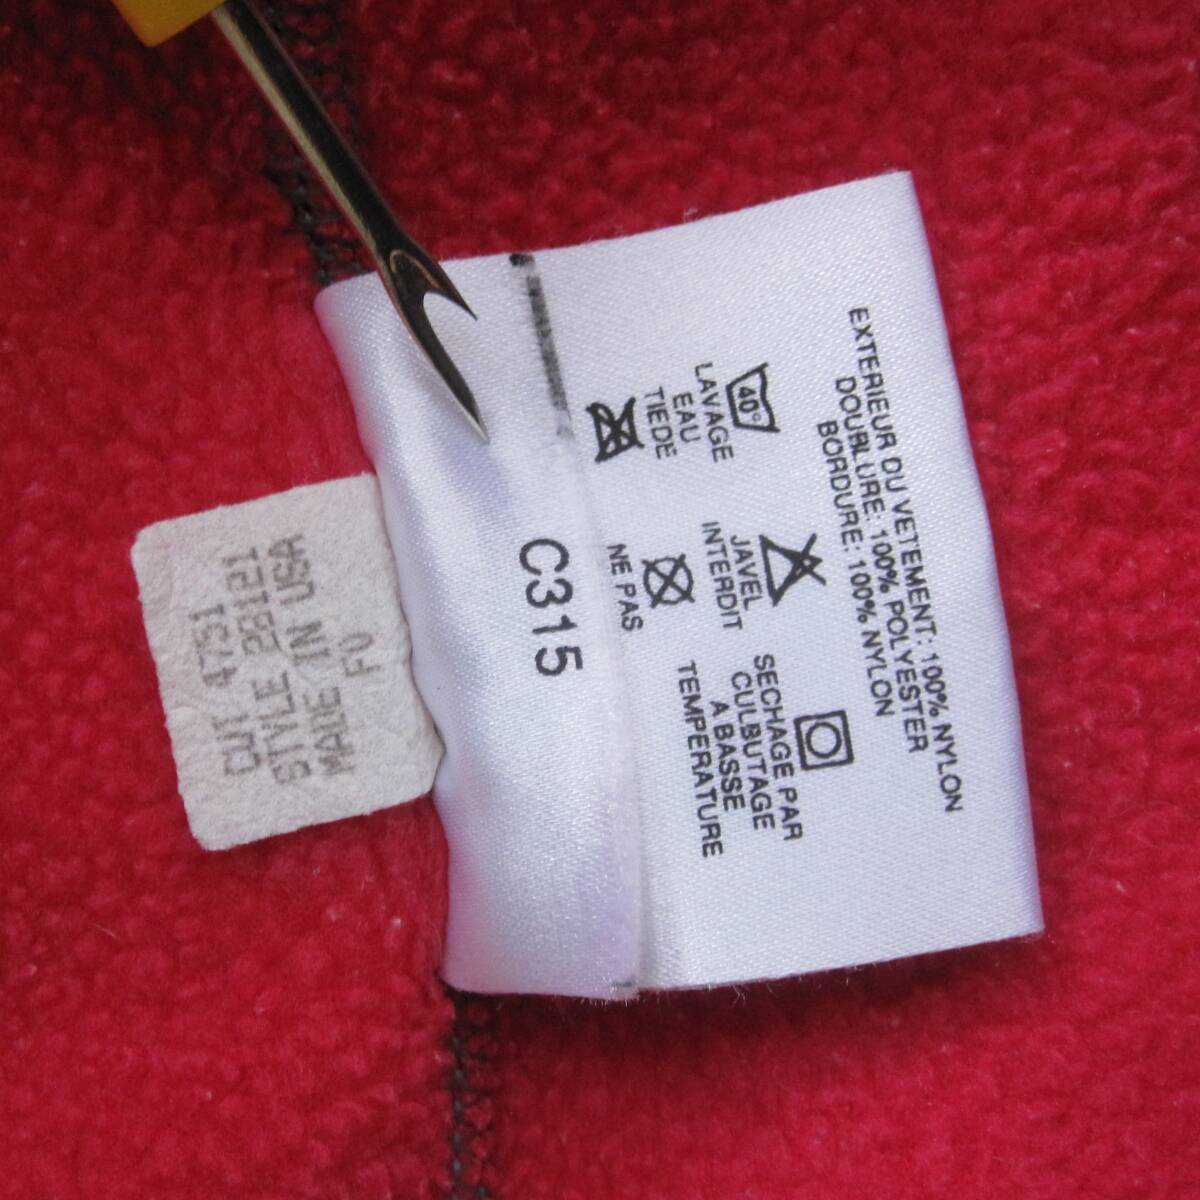 EXTERIEUR DU VETEMENT: 100% NYLON
DOUBLURE: 100% POLYESTER
BORDURE: 100% NYLON
40°
LAVAGE
EAU
TIEDE
JAVEL
INTERDIT
SECHAGE PAR
CULBUTAGE
A BASSE
TEMPERATURE
NE PAS
C315
FU
MADE IN USA
STYLE 28121
CUT 4751